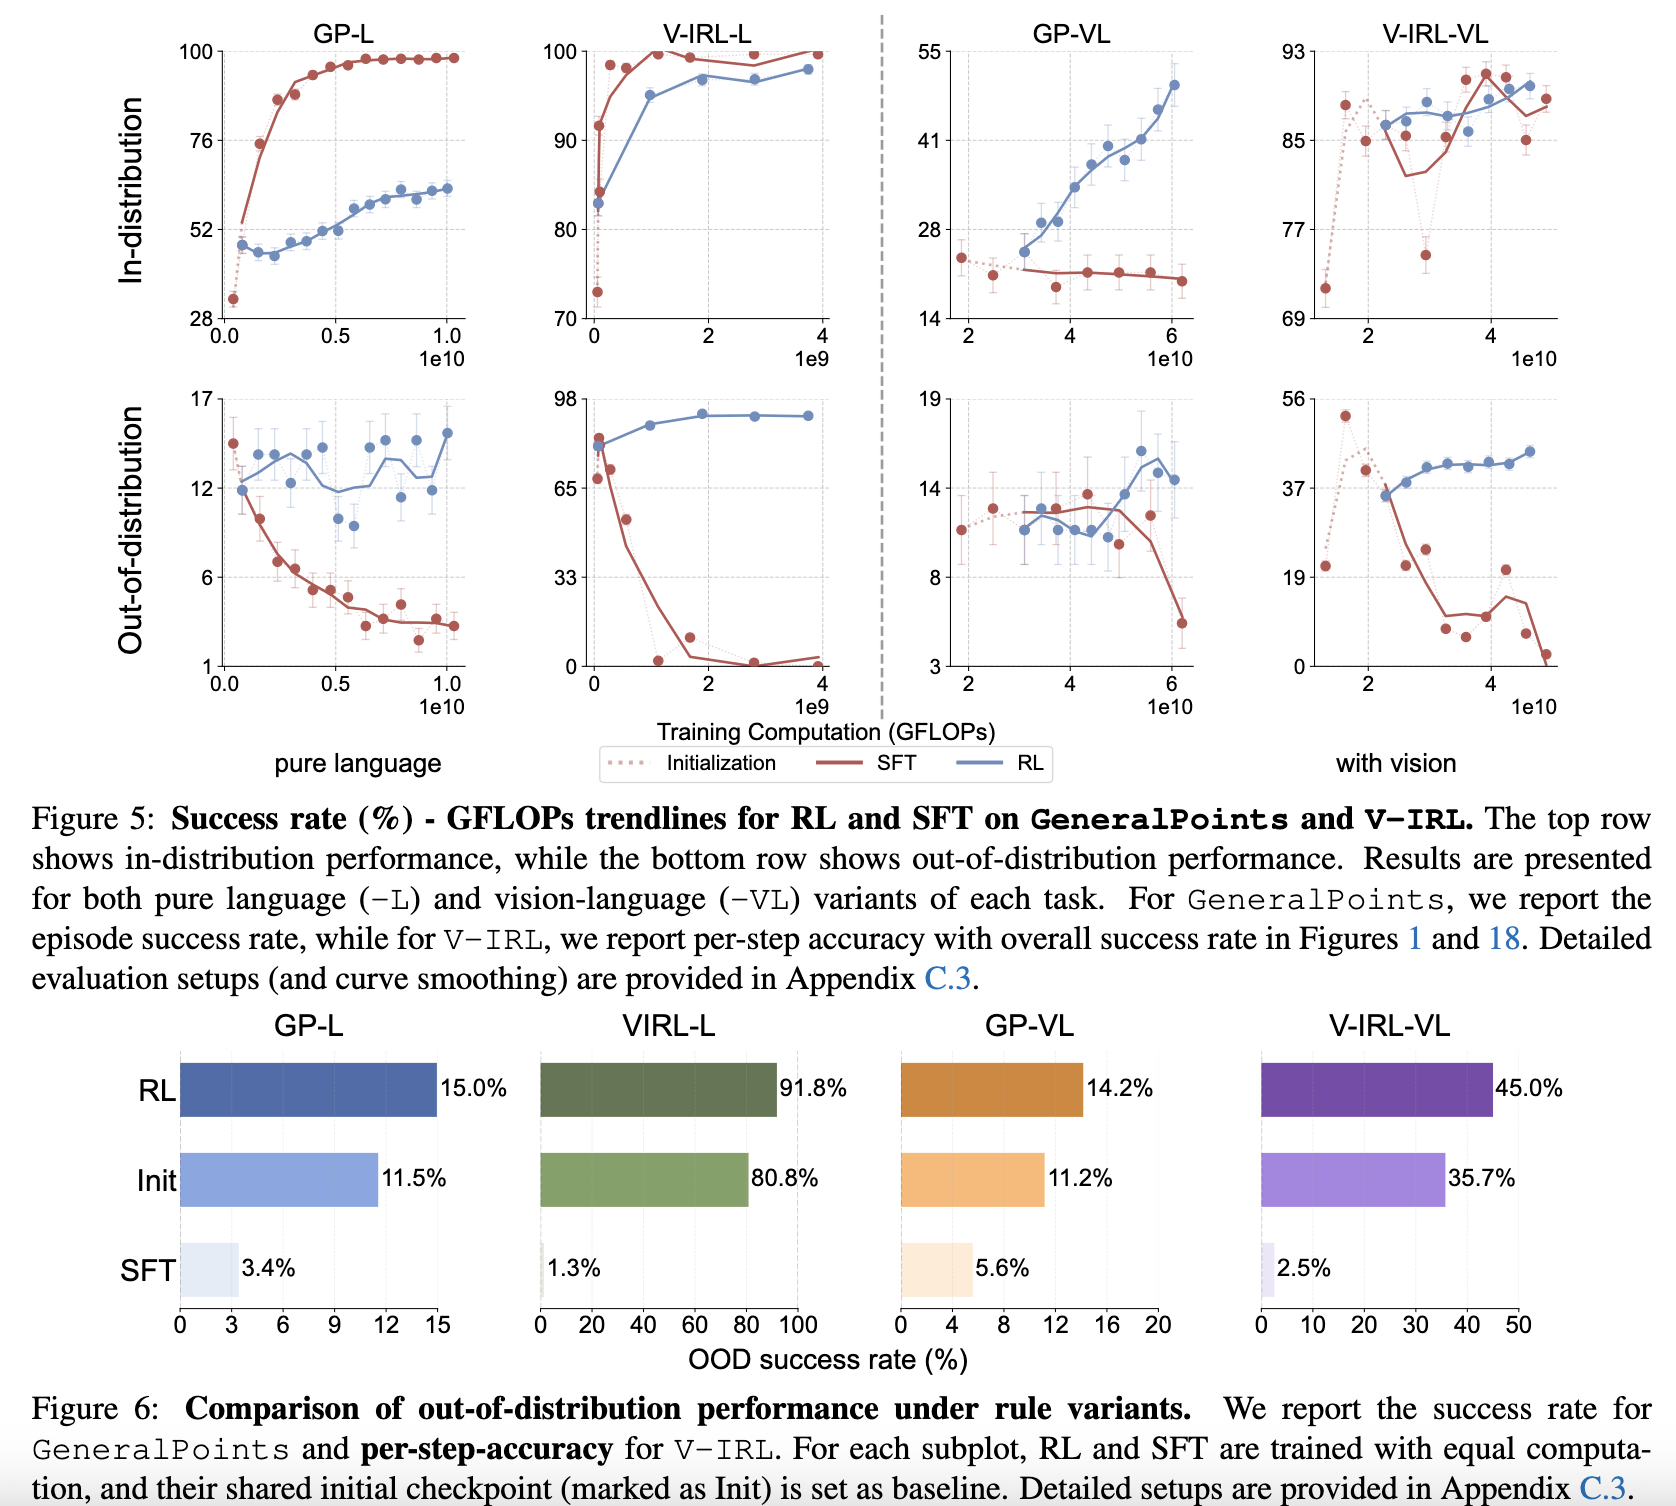 GP-L
V-IRL-L
GP-VL
V-IRL-VL
In-distribution
100
76
52
28
0.0 0.5 1.0
1e10
100
90
80
70
0 2 4
1e9
55
41
28
14
2 4 6
1e10
93
85
77
69
2 4
1e10
Out-of-distribution
17
12
6
1
0.0 0.5 1.0
1e10
98
65
33
0
0 2 4
1e9
19
14
8
3
2 4 6
1e10
56
37
19
0
2 4
1e10
Training Computation (GFLOPs)
pure language
Initialization SFT RL
with vision
Figure 5: Success rate (%) - GFLOPs trendlines for RL and SFT on GeneralPoints and V-IRL. The top row
shows in-distribution performance, while the bottom row shows out-of-distribution performance. Results are presented
for both pure language (-L) and vision-language (-VL) variants of each task. For GeneralPoints, we report the
episode success rate, while for V-IRL, we report per-step accuracy with overall success rate in Figures 1 and 18. Detailed
evaluation setups (and curve smoothing) are provided in Appendix C.3.
GP-L
VIRL-L
GP-VL
V-IRL-VL
RL 15.0% 91.8% 14.2% 45.0%
Init 11.5% 80.8% 11.2% 35.7%
SFT 3.4% 1.3% 5.6% 2.5%
0 3 6 9 12 15
0 20 40 60 80 100
0 4 8 12 16 20
0 10 20 30 40 50
OOD success rate (%)
Figure 6: Comparison of out-of-distribution performance under rule variants. We report the success rate for
GeneralPoints and per-step-accuracy for V-IRL. For each subplot, RL and SFT are trained with equal computa-
tion, and their shared initial checkpoint (marked as Init) is set as baseline. Detailed setups are provided in Appendix C.3.